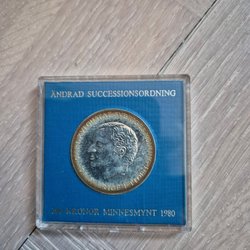 ÄNDRAD SUCCESSIONSORDNING
KRONOR MINNESMYNT 1980